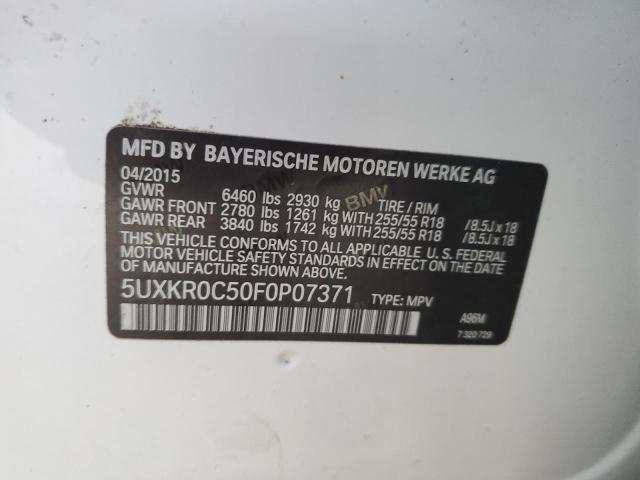 MFD BY BAYERISCHE MOTOREN WERKE AG
04/2015
GVWR 6460 lbs 2930 kg TIRE / RIM
GAWR FRONT 2780 lbs 1261 kg WITH 255/55 R18 /8.5J x 18
GAWR REAR 3840 lbs 1742 kg WITH 255/55 R18 /8.5J x 18
THIS VEHICLE CONFORMS TO ALL APPLICABLE U. S. FEDERAL
MOTOR VEHICLE SAFETY STANDARDS IN EFFECT ON THE
DATE OF MANUFACTURE SHOWN ABOVE.
5UXKR0C50F0P07371 TYPE: MPV
A96M
7 320 729
BMW